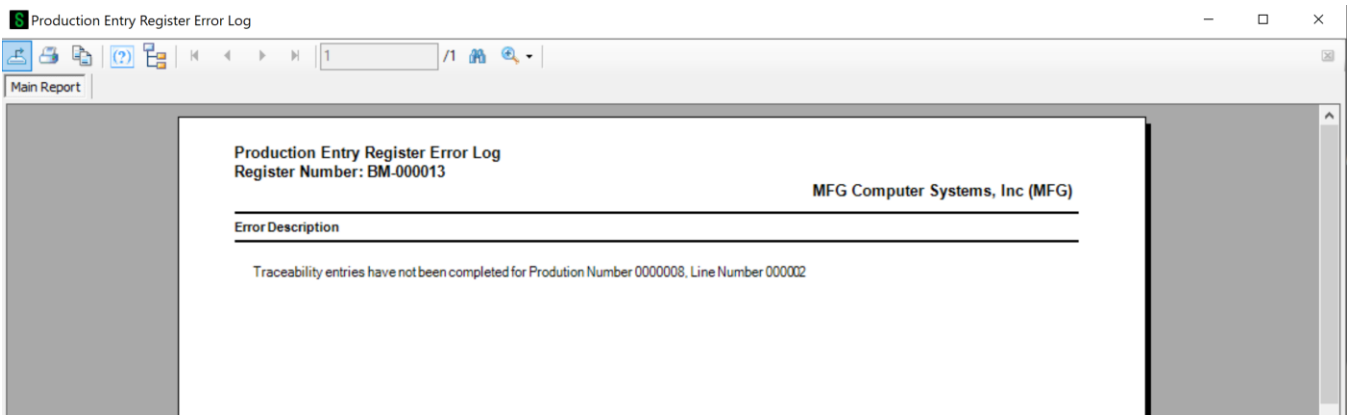 S Production Entry Register Error Log
(?) 1 /1
Main Report
Production Entry Register Error Log
Register Number: BM-000013
MFG Computer Systems, Inc (MFG)
Error Description
Traceability entries have not been completed for Prodution Number 0000008, Line Number 000002